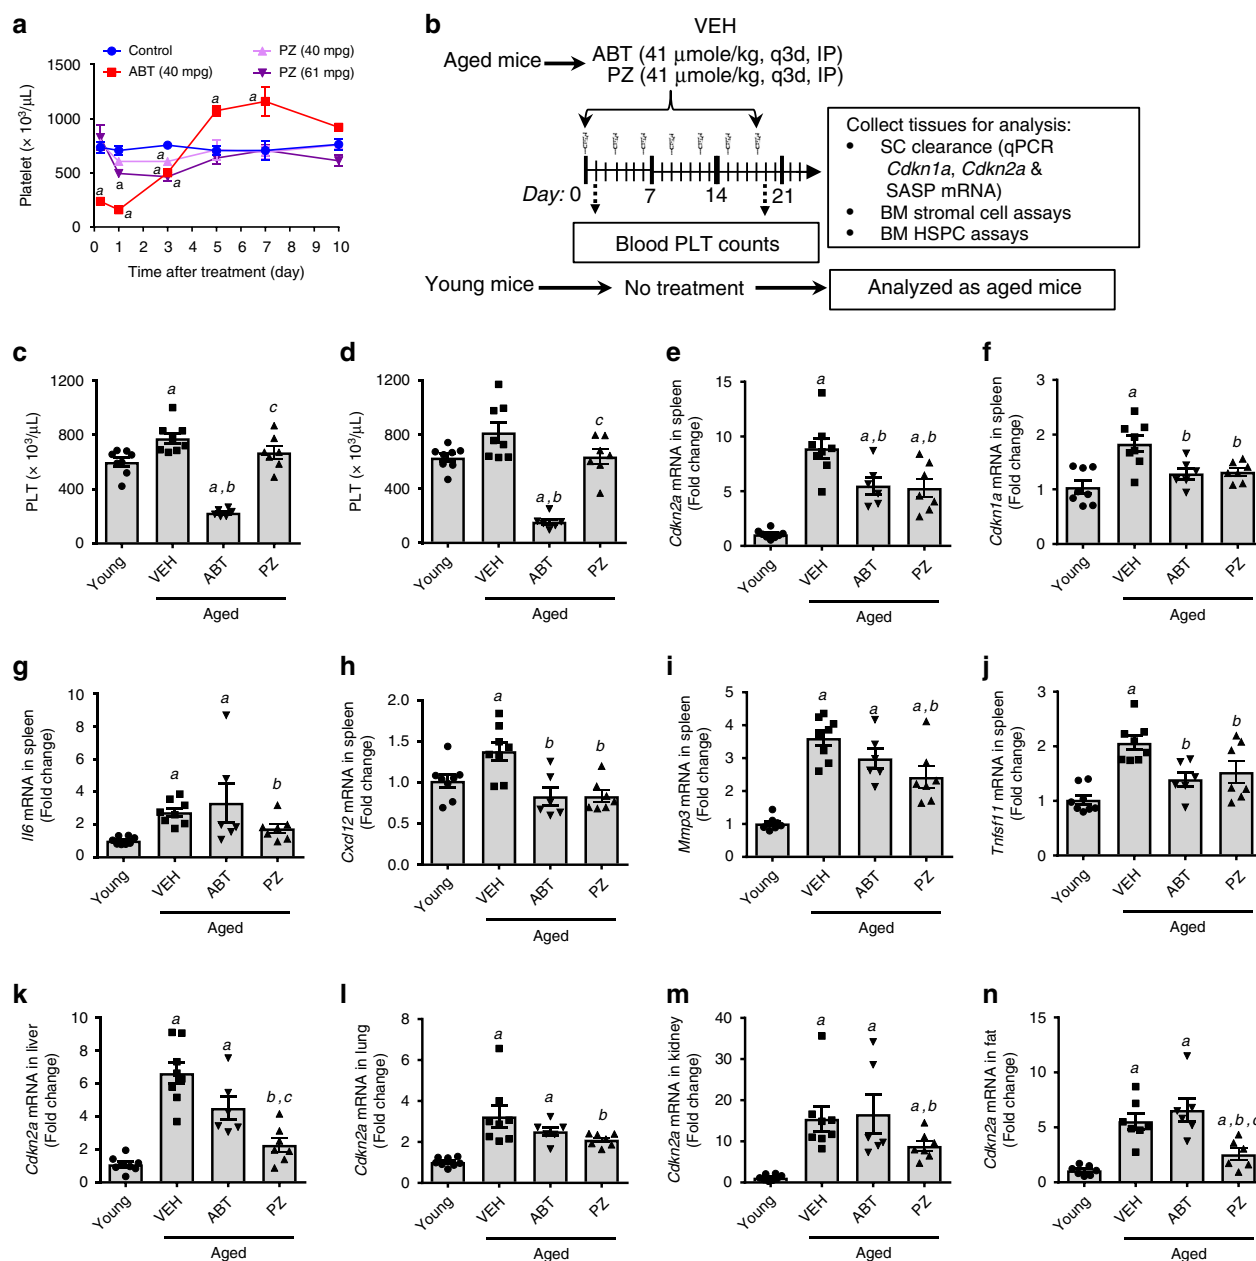 a
Control
ABT (40 mpg)
PZ (40 mpg)
PZ (61 mpg)
1500
1000
500
0
Platelet (× 10³/µL)
a
a
a
a
a
a
a
a
0 1 2 3 4 5 6 7 8 9 10
Time after treatment (day)
b
VEH
Aged mice
ABT (41 µmole/kg, q3d, IP)
PZ (41 µmole/kg, q3d, IP)
Day: 0 7 14 21
Blood PLT counts
Collect tissues for analysis:
• SC clearance (qPCR
Cdkn1a, Cdkn2a &
SASP mRNA)
• BM stromal cell assays
• BM HSPC assays
Young mice
No treatment
Analyzed as aged mice
c
PLT (× 10³/µL)
1200
800
400
0
a
a,b
c
Young VEH ABT PZ
Aged
d
PLT (× 10³/µL)
1200
800
400
0
a,b
c
Young VEH ABT PZ
Aged
e
Cdkn2a mRNA in spleen
(Fold change)
15
10
5
0
a
a,b
a,b
Young VEH ABT PZ
Aged
f
Cdkn1a mRNA in spleen
(Fold change)
3
2
1
0
a
b
b
Young VEH ABT PZ
Aged
g
Il6 mRNA in spleen
(Fold change)
10
8
6
4
2
0
a
a
b
Young VEH ABT PZ
Aged
h
Cxcl12 mRNA in spleen
(Fold change)
2.0
1.5
1.0
0.5
0.0
a
b
b
Young VEH ABT PZ
Aged
i
Mmp3 mRNA in spleen
(Fold change)
5
4
3
2
1
0
a
a
a,b
Young VEH ABT PZ
Aged
j
Tnfsf11 mRNA in spleen
(Fold change)
3
2
1
0
a
b
b
Young VEH ABT PZ
Aged
k
Cdkn2a mRNA in liver
(Fold change)
10
8
6
4
2
0
a
b,c
Young VEH ABT PZ
Aged
l
Cdkn2a mRNA in lung
(Fold change)
8
6
4
2
0
a
a
b
Young VEH ABT PZ
Aged
m
Cdkn2a mRNA in kidney
(Fold change)
40
30
20
10
0
a
a
a,b
Young VEH ABT PZ
Aged
n
Cdkn2a mRNA in fat
(Fold change)
15
10
5
0
a
a
a,b,c
Young VEH ABT PZ
Aged